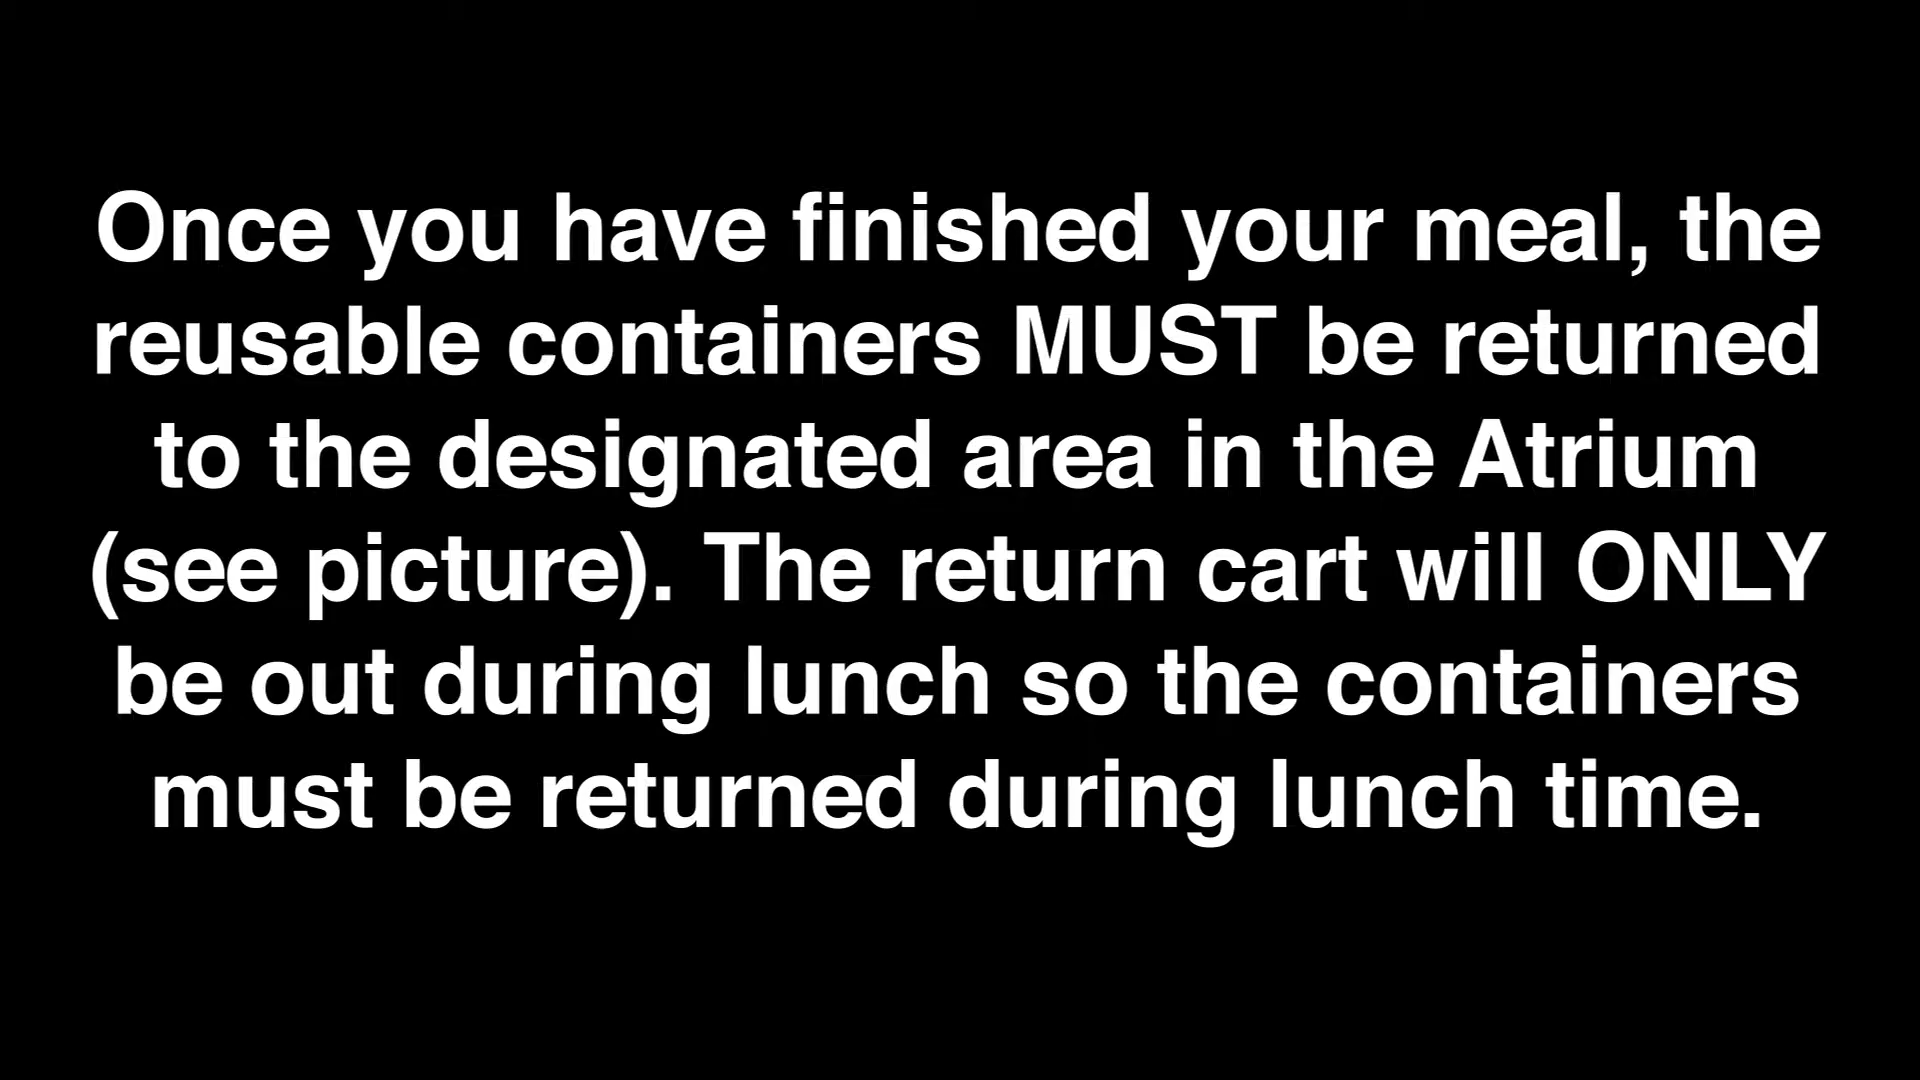 Once you have finished your meal, the
reusable containers MUST be returned
to the designated area in the Atrium
(see picture). The return cart will ONLY
be out during lunch so the containers
must be returned during lunch time.